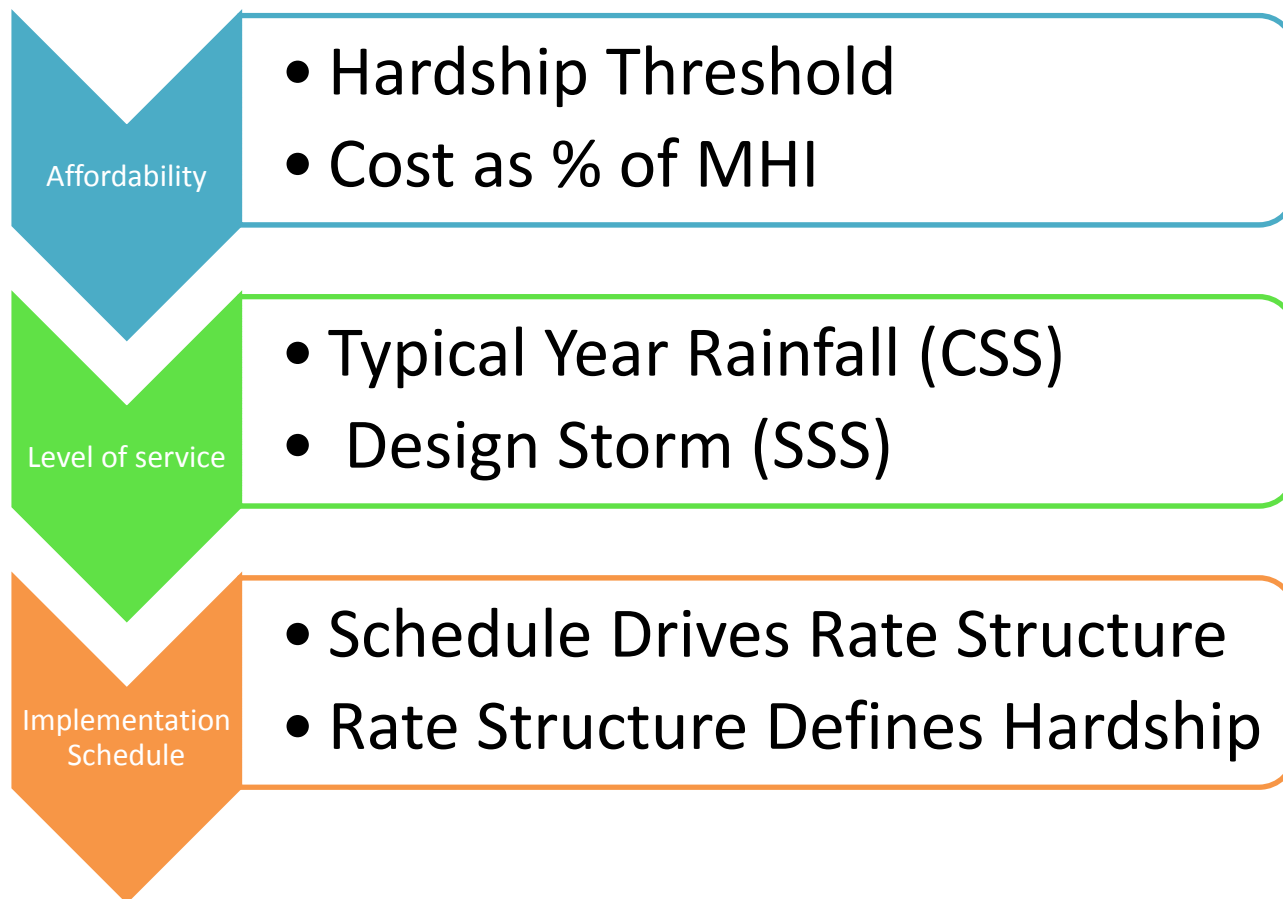 Affordability
• Hardship Threshold
• Cost as % of MHI
Level of service
• Typical Year Rainfall (CSS)
• Design Storm (SSS)
Implementation
Schedule
• Schedule Drives Rate Structure
• Rate Structure Defines Hardship